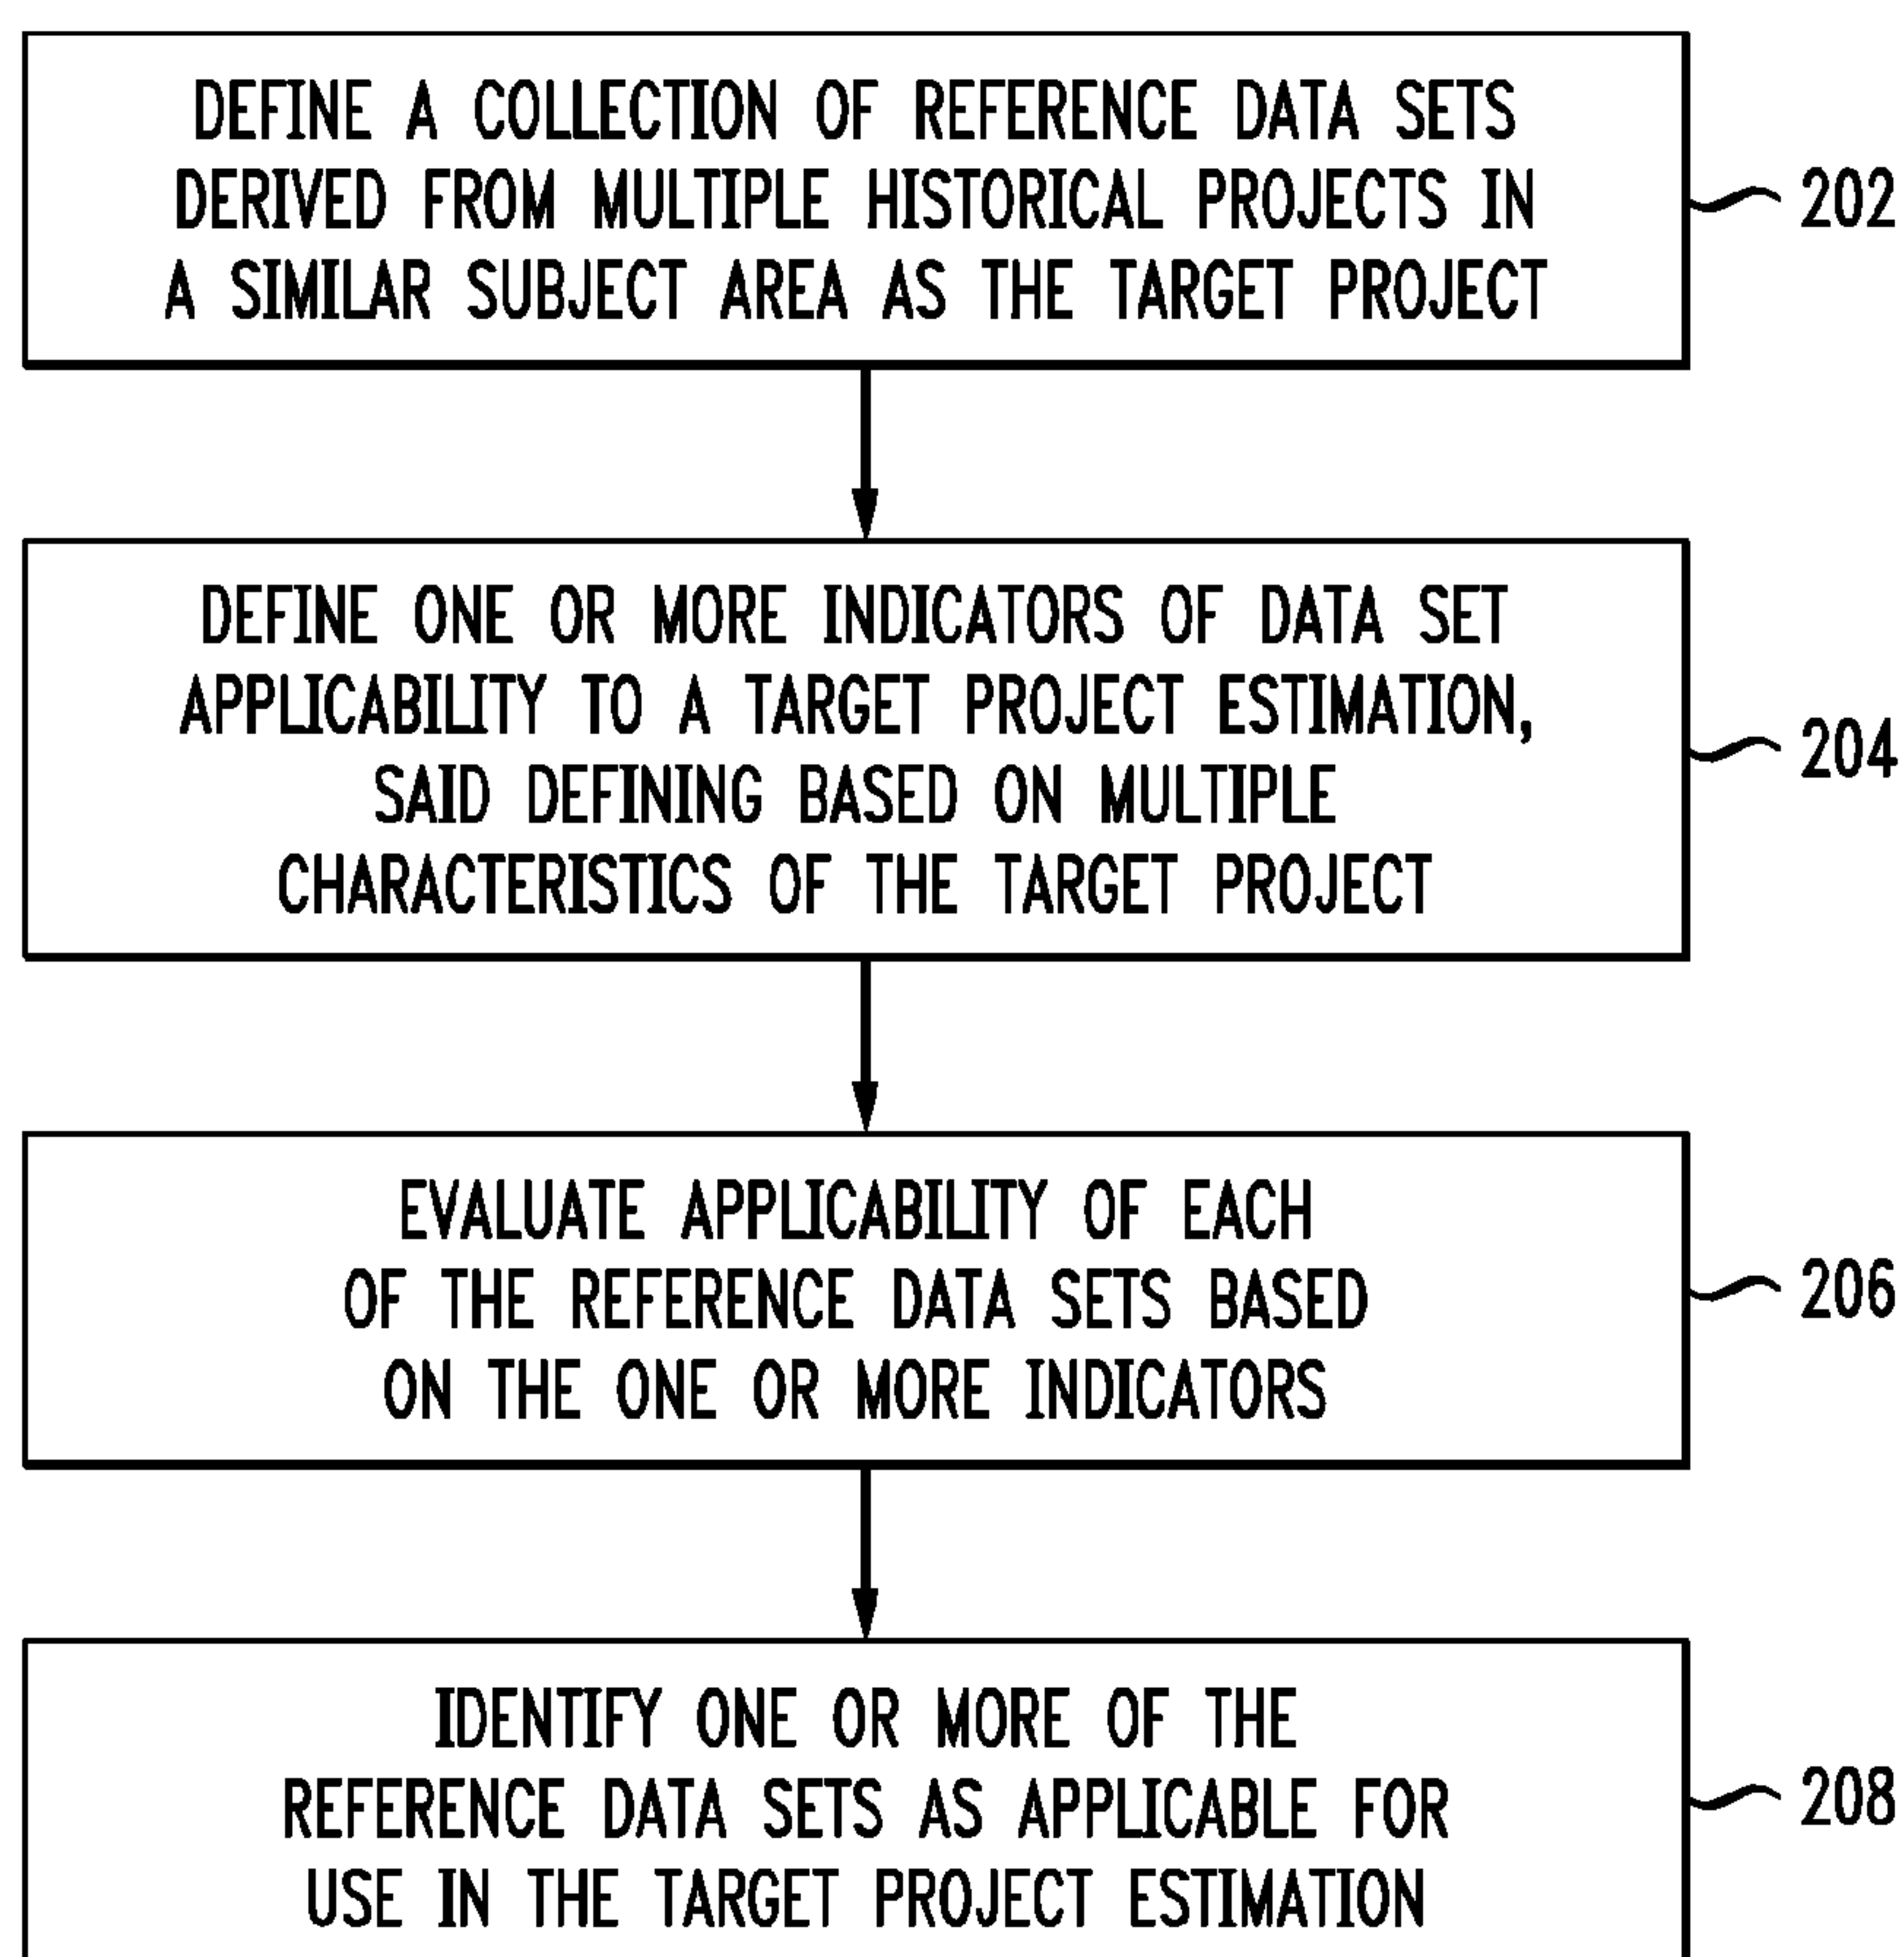 DEFINE A COLLECTION OF REFERENCE DATA SETS
DERIVED FROM MULTIPLE HISTORICAL PROJECTS IN
A SIMILAR SUBJECT AREA AS THE TARGET PROJECT
202
DEFINE ONE OR MORE INDICATORS OF DATA SET
APPLICABILITY TO A TARGET PROJECT ESTIMATION,
SAID DEFINING BASED ON MULTIPLE
CHARACTERISTICS OF THE TARGET PROJECT
204
EVALUATE APPLICABILITY OF EACH
OF THE REFERENCE DATA SETS BASED
ON THE ONE OR MORE INDICATORS
206
IDENTIFY ONE OR MORE OF THE
REFERENCE DATA SETS AS APPLICABLE FOR
USE IN THE TARGET PROJECT ESTIMATION
208